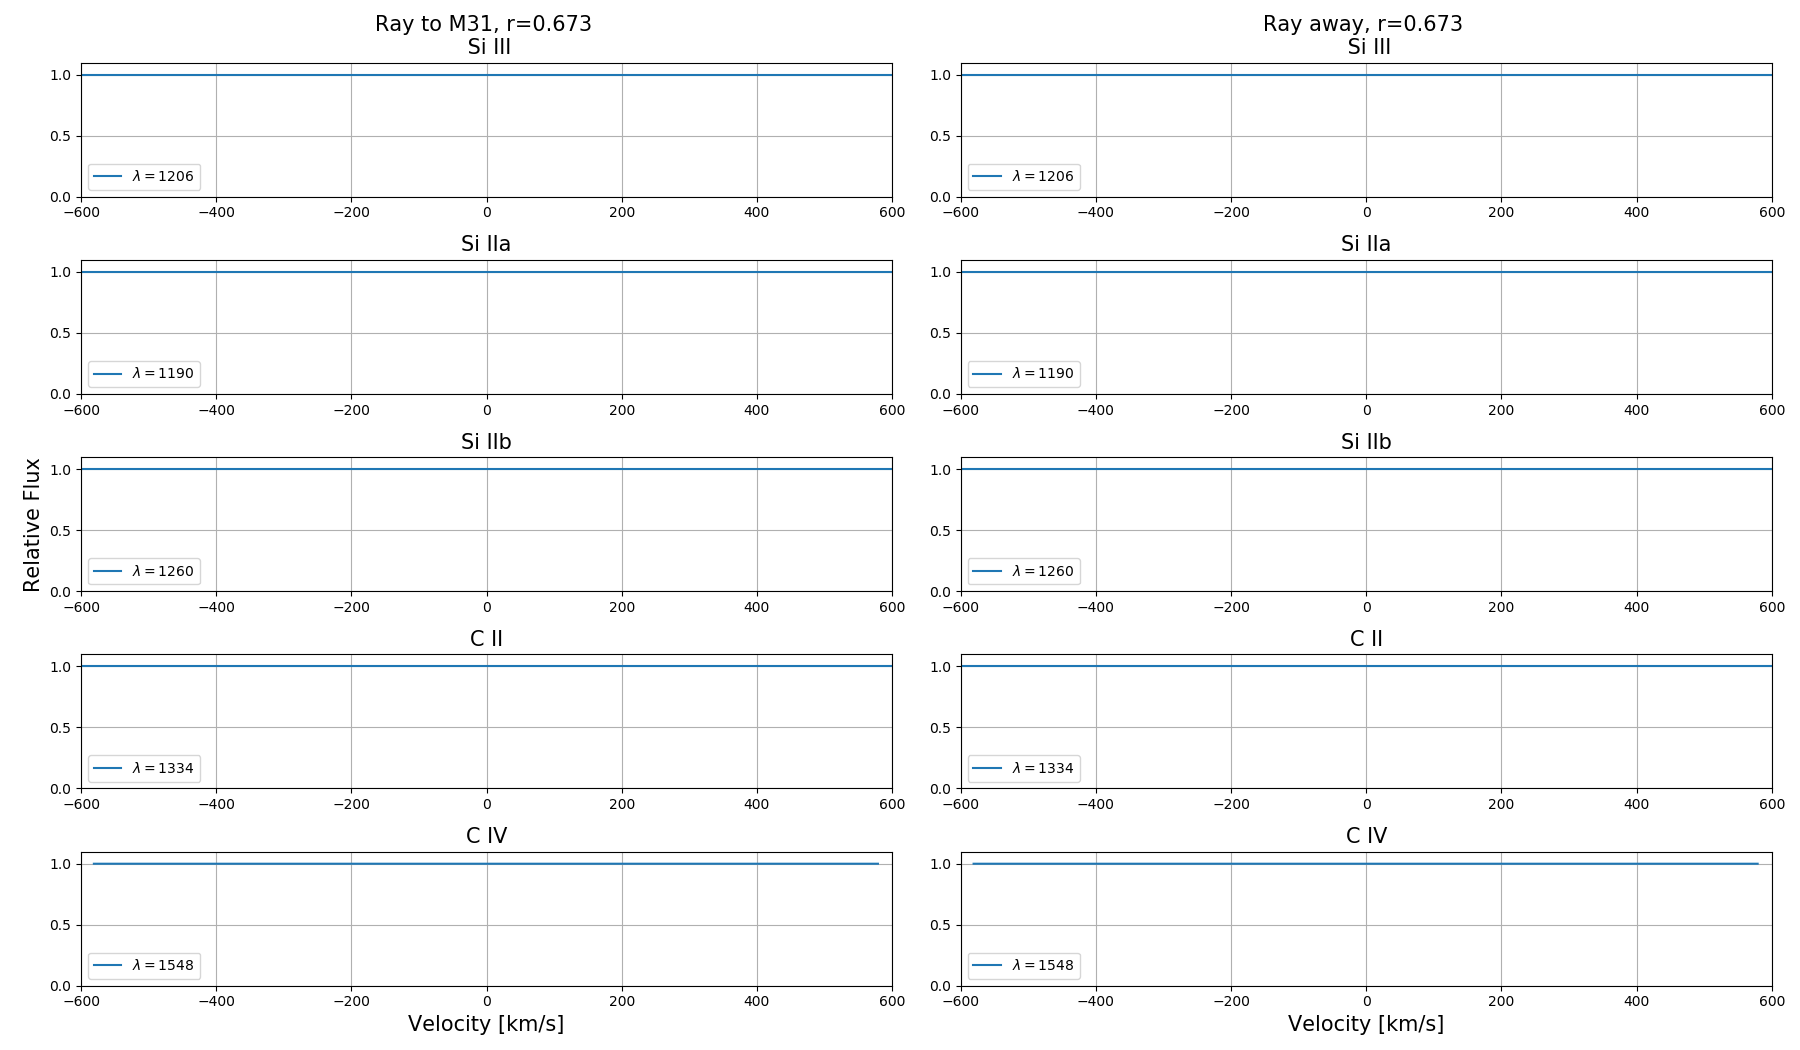 Ray to M31, r=0.673
Si III
1.0
0.5
0.0
λ = 1206
−600 −400 −200 0 200 400 600
Si IIa
1.0
0.5
0.0
λ = 1190
−600 −400 −200 0 200 400 600
Si IIb
1.0
0.5
0.0
λ = 1260
−600 −400 −200 0 200 400 600
Relative Flux
C II
1.0
0.5
0.0
λ = 1334
−600 −400 −200 0 200 400 600
C IV
1.0
0.5
0.0
λ = 1548
−600 −400 −200 0 200 400 600
Velocity [km/s]
Ray away, r=0.673
Si III
1.0
0.5
0.0
λ = 1206
−600 −400 −200 0 200 400 600
Si IIa
1.0
0.5
0.0
λ = 1190
−600 −400 −200 0 200 400 600
Si IIb
1.0
0.5
0.0
λ = 1260
−600 −400 −200 0 200 400 600
C II
1.0
0.5
0.0
λ = 1334
−600 −400 −200 0 200 400 600
C IV
1.0
0.5
0.0
λ = 1548
−600 −400 −200 0 200 400 600
Velocity [km/s]